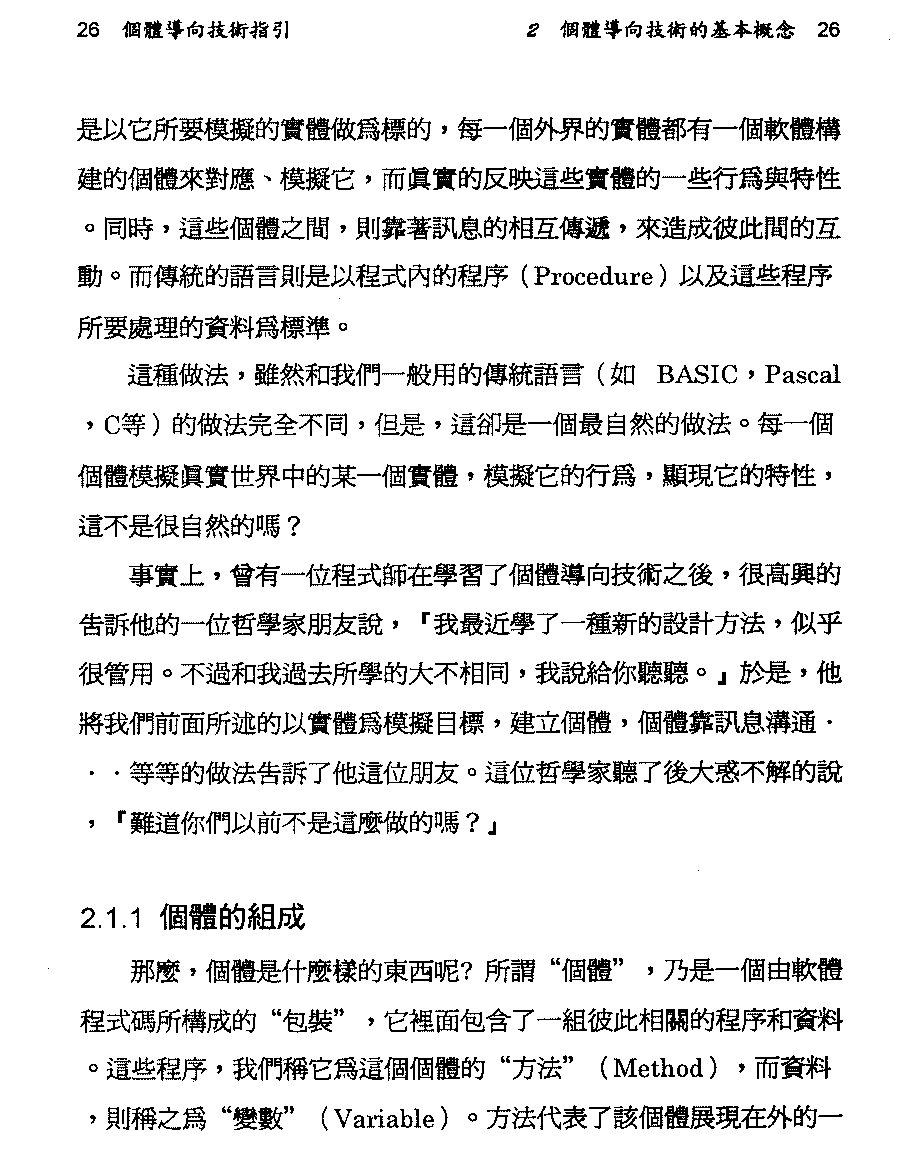 26 個體導向技術指引 2 個體導向技術的基本概念 26
是以它所要模擬的實體做爲標的，每一個外界的實體都有一個軟體構
建的個體來對應、模擬它，而眞實的反映這些實體的一些行爲與特性
。同時，這些個體之間，則靠著訊息的相互傳遞，來造成彼此間的互
動。而傳統的語言則是以程式內的程序（Procedure）以及這些程序
所要處理的資料爲標準。
這種做法，雖然和我們一般用的傳統語言（如 BASIC，Pascal
，C等）的做法完全不同，但是，這卻是一個最自然的做法。每一個
個體模擬眞實世界中的某一個實體，模擬它的行爲，顯現它的特性，
這不是很自然的嗎？
事實上，曾有一位程式師在學習了個體導向技術之後，很高興的
告訴他的一位哲學家朋友說，『我最近學了一種新的設計方法，似乎
很管用。不過和我過去所學的大不相同，我說給你聽聽。』於是，他
將我們前面所述的以實體爲模擬目標，建立個體，個體靠訊息溝通·
··等等的做法告訴了他這位朋友。這位哲學家聽了後大惑不解的說
，『難道你們以前不是這麼做的嗎？』
2.1.1 個體的組成
那麼，個體是什麼樣的東西呢? 所謂“個體”，乃是一個由軟體
程式碼所構成的“包裝”，它裡面包含了一組彼此相關的程序和資料
。這些程序，我們稱它爲這個個體的“方法”（Method），而資料
，則稱之爲“變數”（Variable）。方法代表了該個體展現在外的一